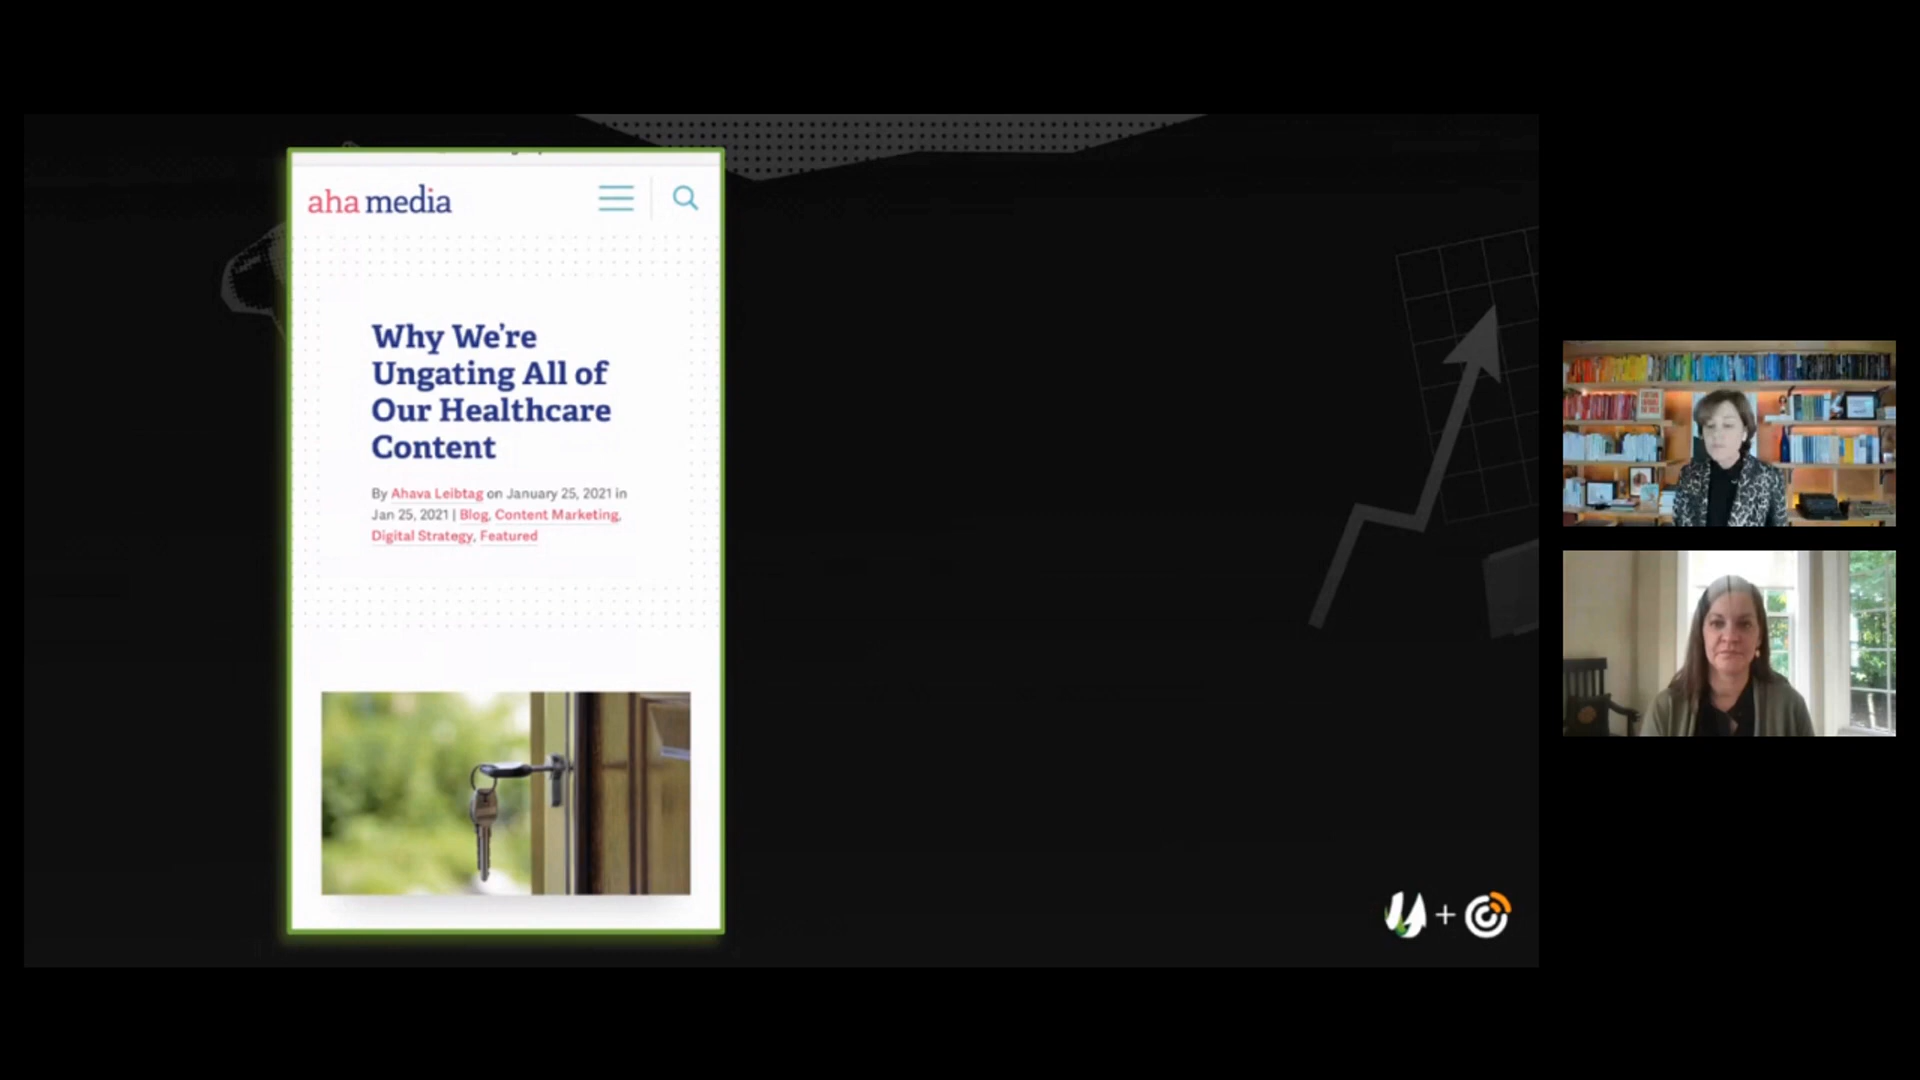 aha media
Why We're
Ungating All of
Our Healthcare
Content
By Ahava Leibtag on January 25, 2021 in
Jan 25, 2021 | Blog, Content Marketing,
Digital Strategy, Featured
+